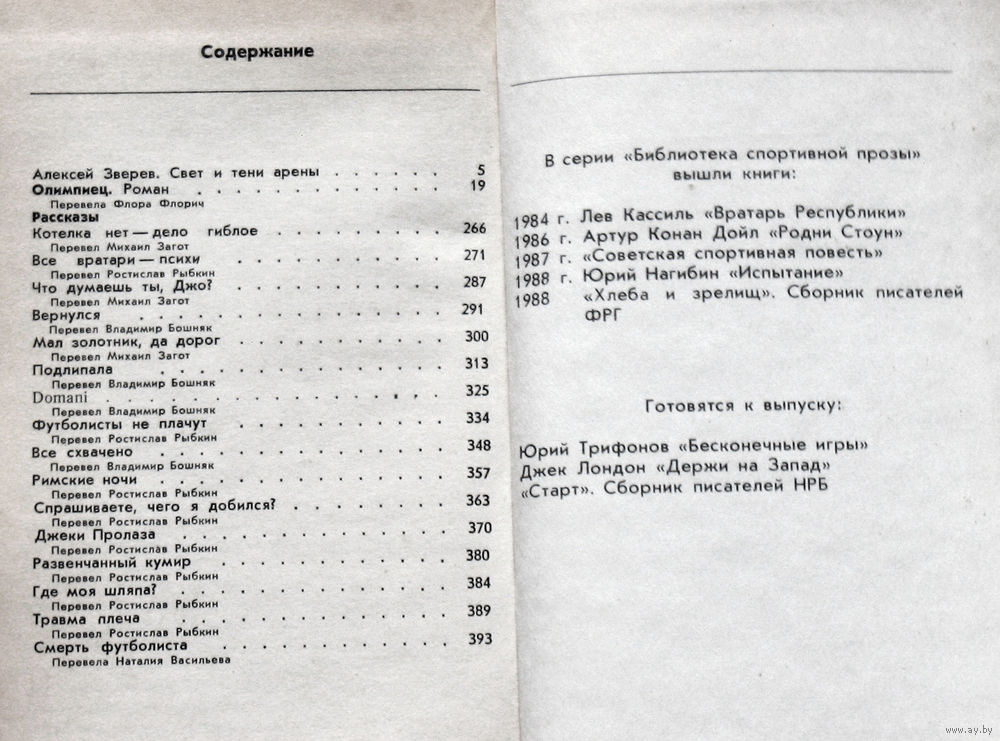 Содержание
Алексей Зверев. Свет и тени арены . . . . . . 5
Олимпиец. Роман . . . . . . . . . . . 19
Перевела Флора Флорич
Рассказы
Котелка нет — дело гиблое . . . . . . . . 266
Перевел Михаил Загот
Все вратари — психи . . . . . . . . . 271
Перевел Ростислав Рыбкин
Что думаешь ты, Джо? . . . . . . . . . 287
Перевел Михаил Загот
Вернулся . . . . . . . . . . . . 291
Перевел Владимир Бошняк
Мал золотник, да дорог . . . . . . . . . 300
Перевел Михаил Загот
Подлипала . . . . . . . . . . . . 313
Перевел Владимир Бошняк
Domani . . . . . . . . . . . . . 325
Перевел Владимир Бошняк
Футболисты не плачут . . . . . . . . . 334
Перевел Ростислав Рыбкин
Все схвачено . . . . . . . . . . . 348
Перевел Владимир Бошняк
Римские ночи . . . . . . . . . . . 357
Перевел Ростислав Рыбкин
Спрашиваете, чего я добился? . . . . . . . 363
Перевел Ростислав Рыбкин
Джеки Пролаза . . . . . . . . . . . 370
Перевел Ростислав Рыбкин
Развенчанный кумир . . . . . . . . . 380
Перевел Ростислав Рыбкин
Где моя шляпа? . . . . . . . . . . . 384
Перевел Ростислав Рыбкин
Травма плеча . . . . . . . . . . . 389
Перевел Ростислав Рыбкин
Смерть футболиста . . . . . . . . . . 393
Перевела Наталия Васильева
В серии «Библиотека спортивной прозы»
вышли книги:
1984 г. Лев Кассиль «Вратарь Республики»
1986 г. Артур Конан Дойл «Родни Стоун»
1987 г. «Советская спортивная повесть»
1988 г. Юрий Нагибин «Испытание»
1988 «Хлеба и зрелищ». Сборник писателей
ФРГ
Готовятся к выпуску:
Юрий Трифонов «Бесконечные игры»
Джек Лондон «Держи на Запад»
«Старт». Сборник писателей НРБ
www.ay.by